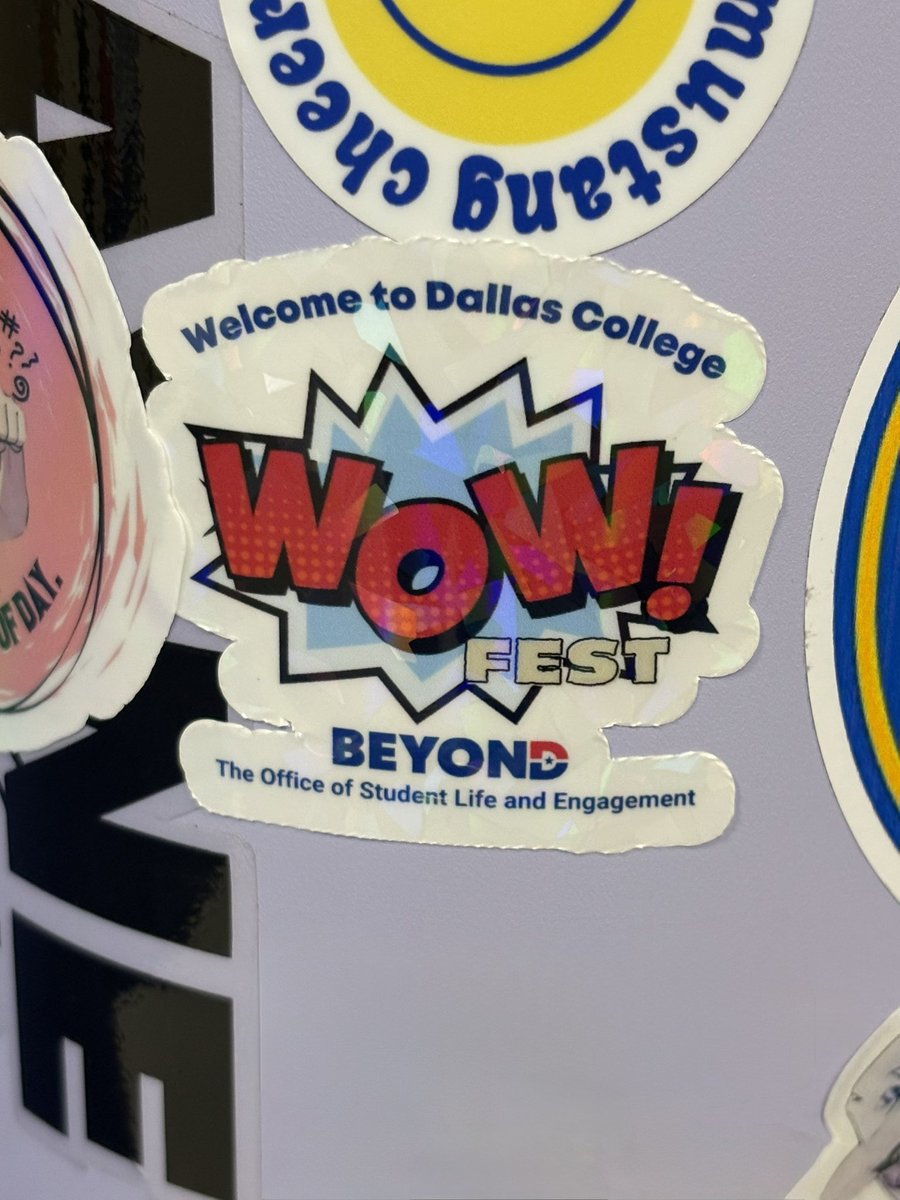 mustang cheer
Welcome to Dallas College
WOW!
FEST
BEYOND
The Office of Student Life and Engagement
#??
OF DAY.